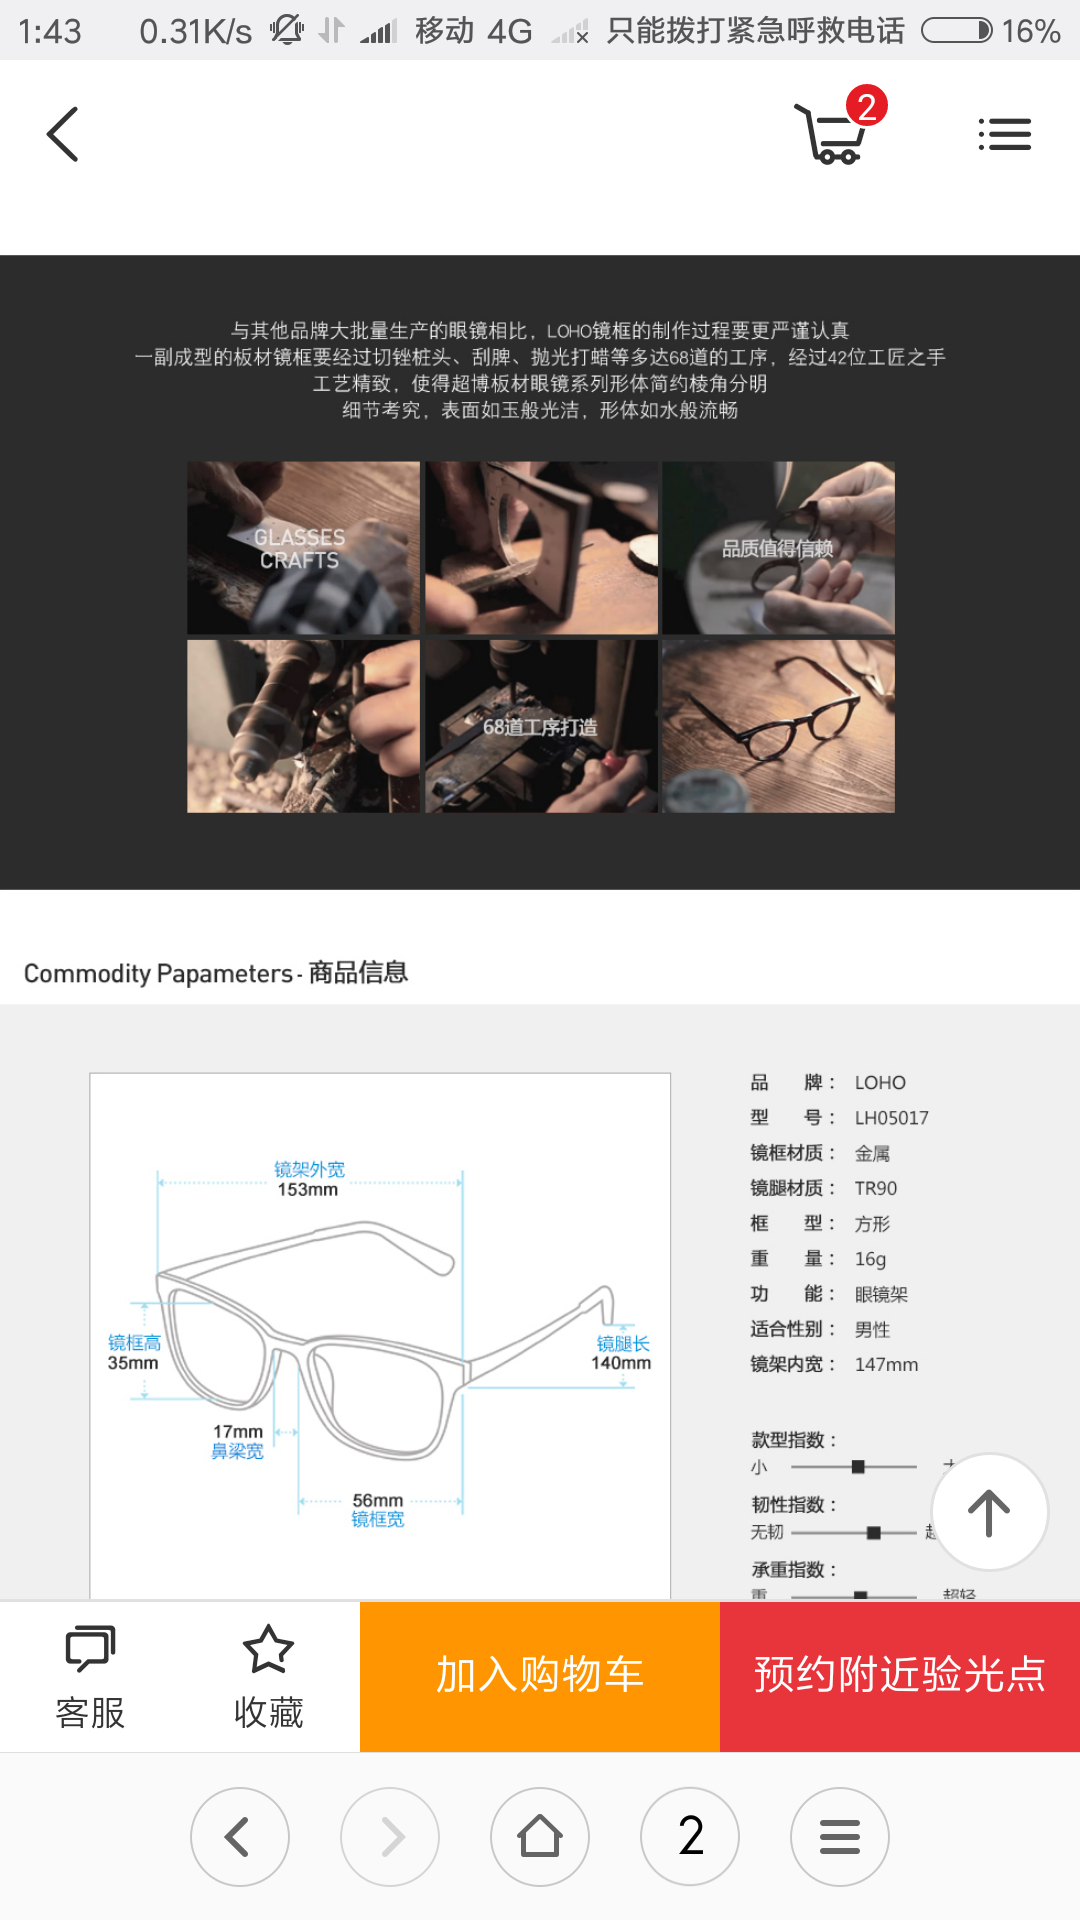 1:43 0.31K/s 移动 4G 只能拨打紧急呼救电话 16%
2
与其他品牌大批量生产的眼镜相比，LOHO镜框的制作过程要更严谨认真
一副成型的板材镜框要经过切锉桩头、刮脾、抛光打蜡等多达68道的工序，经过42位工匠之手
工艺精致，使得超博板材眼镜系列形体简约棱角分明
细节考究，表面如玉般光洁，形体如水般流畅
GLASSES
CRAFTS
品质值得信赖
68道工序打造
Commodity Papameters - 商品信息
品 牌： LOHO
型 号： LH05017
镜框材质： 金属
镜腿材质： TR90
框 型： 方形
重 量： 16g
功 能： 眼镜架
适合性别： 男性
镜架内宽： 147mm
镜架外宽
153mm
镜框高
35mm
镜腿长
140mm
17mm
鼻梁宽
56mm
镜框宽
款型指数：
小
韧性指数：
无韧
承重指数：
重 超轻
客服
收藏
加入购物车
预约附近验光点
2